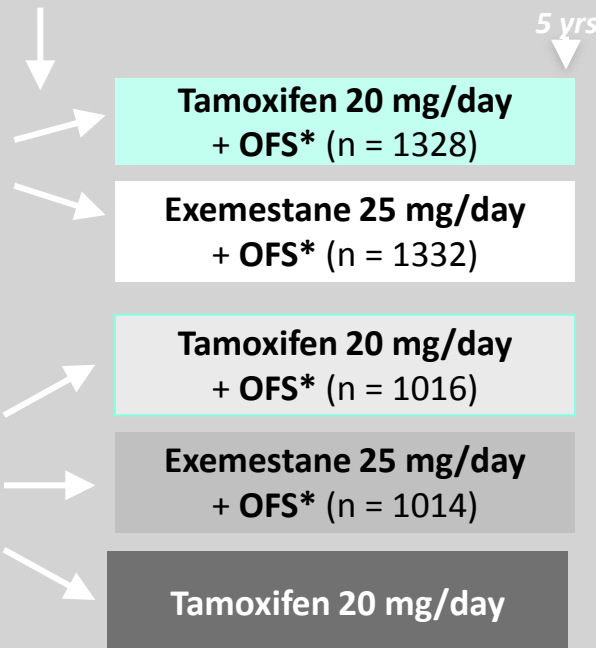 5 yrs
Tamoxifen 20 mg/day
+ OFS* (n = 1328)
Exemestane 25 mg/day
+ OFS* (n = 1332)
Tamoxifen 20 mg/day
+ OFS* (n = 1016)
Exemestane 25 mg/day
+ OFS* (n = 1014)
Tamoxifen 20 mg/day